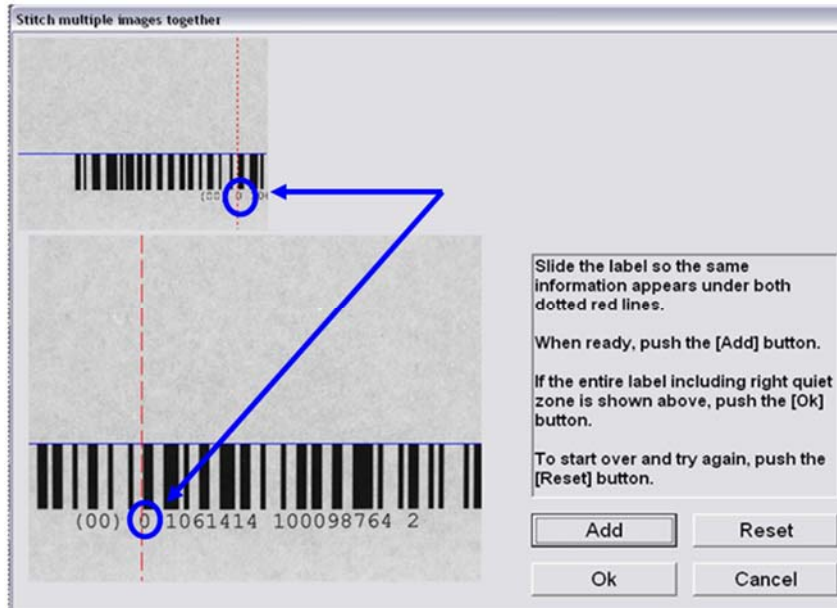 Stitch multiple images together
(00) 0
Slide the label so the same
information appears under both
dotted red lines.
When ready, push the [Add] button.
If the entire label including right quiet
zone is shown above, push the [Ok]
button.
To start over and try again, push the
[Reset] button.
(00) 0 1061414 100098764 2
Add Reset
Ok Cancel